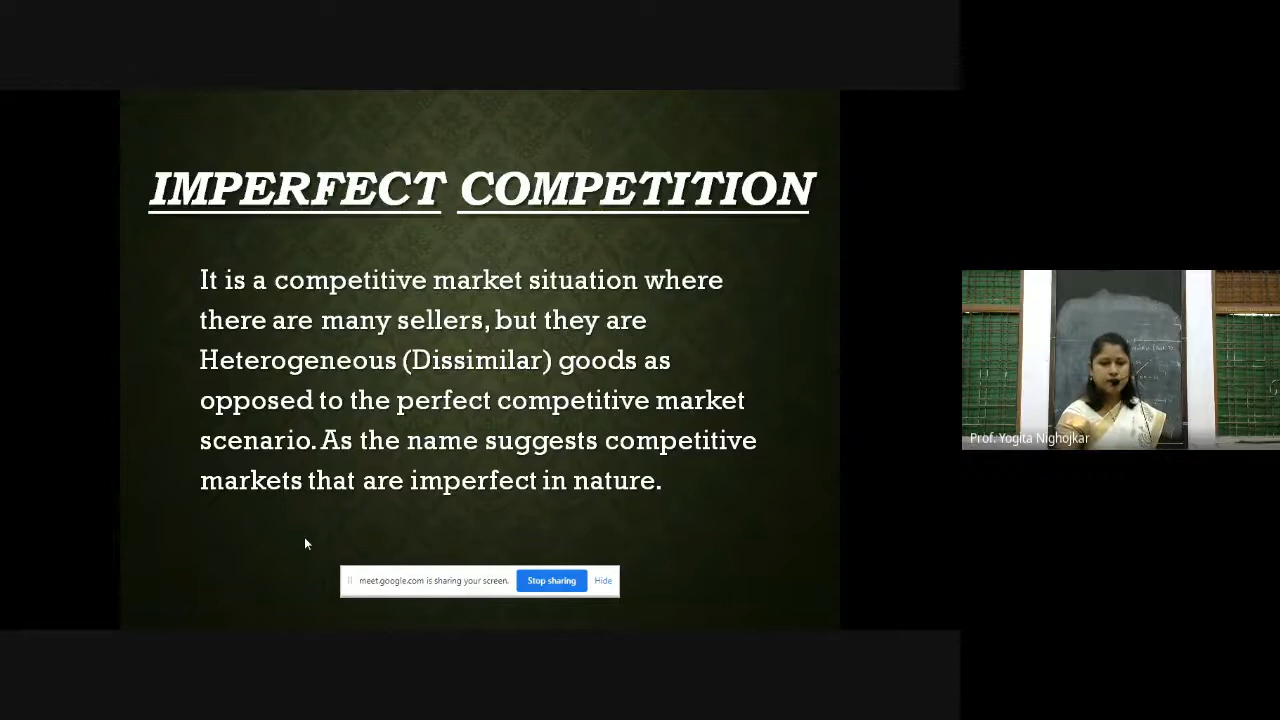 IMPERFECT COMPETITION
It is a competitive market situation where
there are many sellers, but they are
Heterogeneous (Dissimilar) goods as
opposed to the perfect competitive market
scenario. As the name suggests competitive
markets that are imperfect in nature.
meet.google.com is sharing your screen. Stop sharing Hide
Prof. Yogita Nighojkar